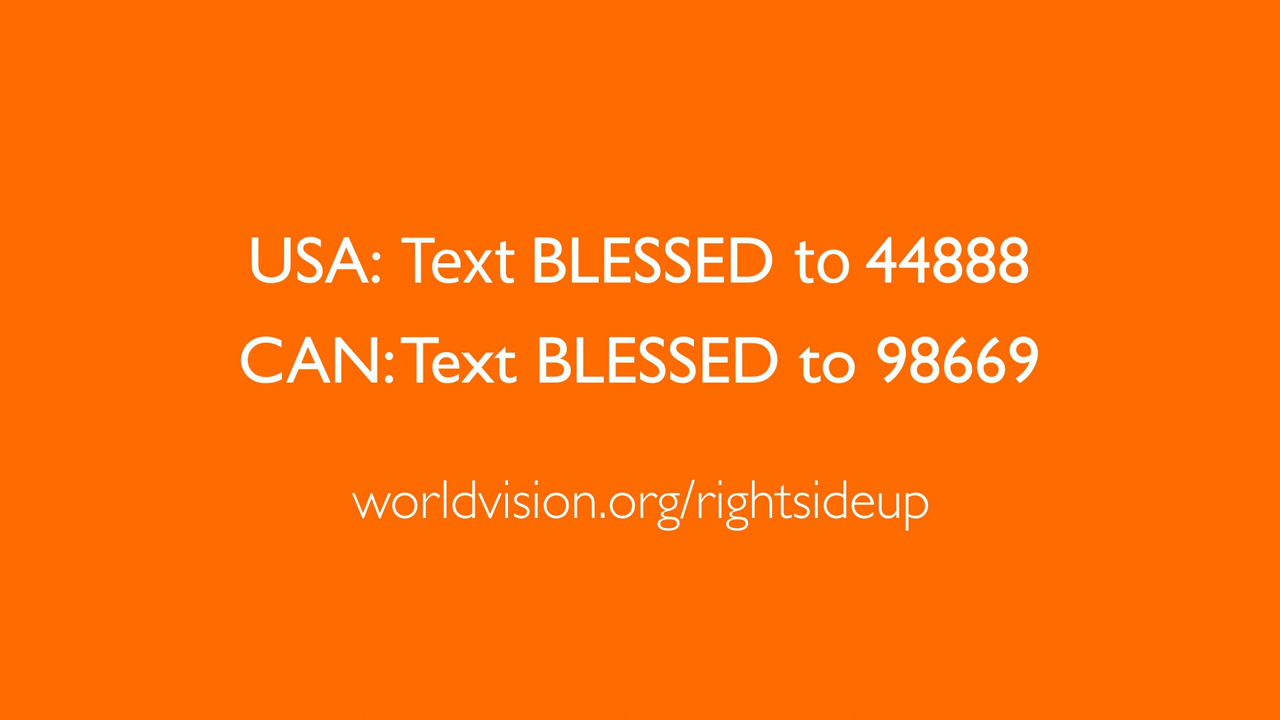 USA: Text BLESSED to 44888
CAN: Text BLESSED to 98669
worldvision.org/rightsideup